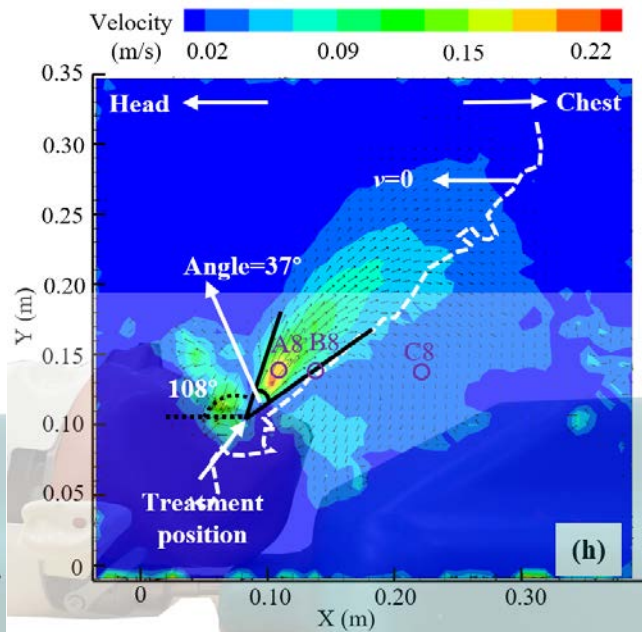 Velocity
(m/s)
0.02 0.09 0.15 0.22
0.35
0.30
0.25
0.20
0.15
0.10
0.05
0
Y (m)
Head
Chest
v=0
Angle=37°
A8
B8
C8
108°
Treatment
position
(h)
0 0.10 0.20 0.30
X (m)